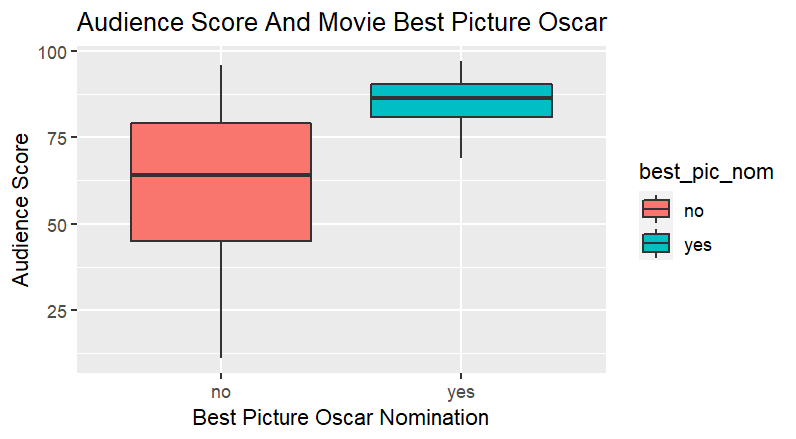 Audience Score And Movie Best Picture Oscar
Audience Score
100
75
50
25
no
yes
Best Picture Oscar Nomination
best_pic_nom
no
yes